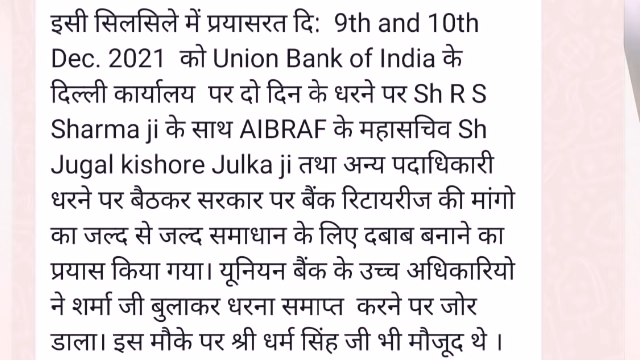 इसी सिलसिले में प्रयासरत दि: 9th and 10th
Dec. 2021 को Union Bank of India के
दिल्ली कार्यालय पर दो दिन के धरने पर Sh R S
Sharma ji के साथ AIBRAF के महासचिव Sh
Jugal kishore Julka ji तथा अन्य पदाधिकारी
धरने पर बैठकर सरकार पर बैंक रिटायरीज की मांगो
का जल्द से जल्द समाधान के लिए दबाब बनाने का
प्रयास किया गया। यूनियन बैंक के उच्च अधिकारियो
ने शर्मा जी बुलाकर धरना समाप्त करने पर जोर
डाला। इस मौके पर श्री धर्म सिंह जी भी मौजूद थे ।